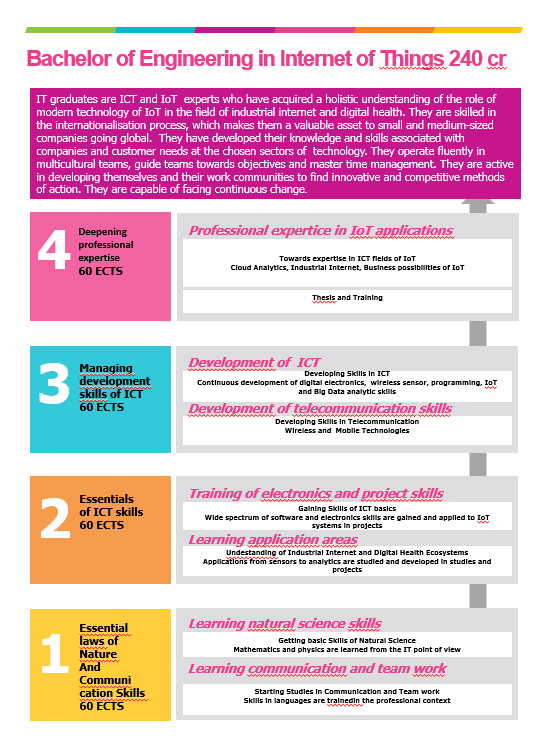 Bachelor of Engineering in Internet of Things 240 cr
IT graduates are ICT and IoT experts who have acquired a holistic understanding of the role of
modern technology of IoT in the field of industrial internet and digital health. They are skilled in
the internationalisation process, which makes them a valuable asset to small and medium-sized
companies going global. They have developed their knowledge and skills associated with
companies and customer needs at the chosen sectors of technology. They operate fluently in
multicultural teams, guide teams towards objectives and master time management. They are active
in developing themselves and their work communities to find innovative and competitive methods
of action. They are capable of facing continuous change.
4
Deepening
professional
expertise
60 ECTS
Professional expertice in IoT applications
Towards expertise in ICT fields of IoT
Cloud Analytics, Industrial Internet, Business possibilities of IoT
Thesis and Training
3
Managing
development
skills of ICT
60 ECTS
Development of ICT
Developing Skills in ICT
Continuous development of digital electronics, wireless sensor, programming, IoT
and Big Data analytic skills
Development of telecommunication skills
Developing Skills in Telecommunication
Wireless and Mobile Technologies
2
Essentials
of ICT skills
60 ECTS
Training of electronics and project skills
Gaining Skills of ICT basics
Wide spectrum of software and electronics skills are gained and applied to IoT
systems in projects
Learning application areas
Undestanding of Industrial Internet and Digital Health Ecosystems
Applications from sensors to analytics are studied and developed in studies and
projects
1
Essential
laws of
Nature
And
Communi
cation Skills
60 ECTS
Learning natural science skills
Getting basic Skills of Natural Science
Mathematics and physics are learned from the IT point of view
Learning communication and team work
Starting Studies in Communication and Team work
Skills in languages are trainedin the professional context